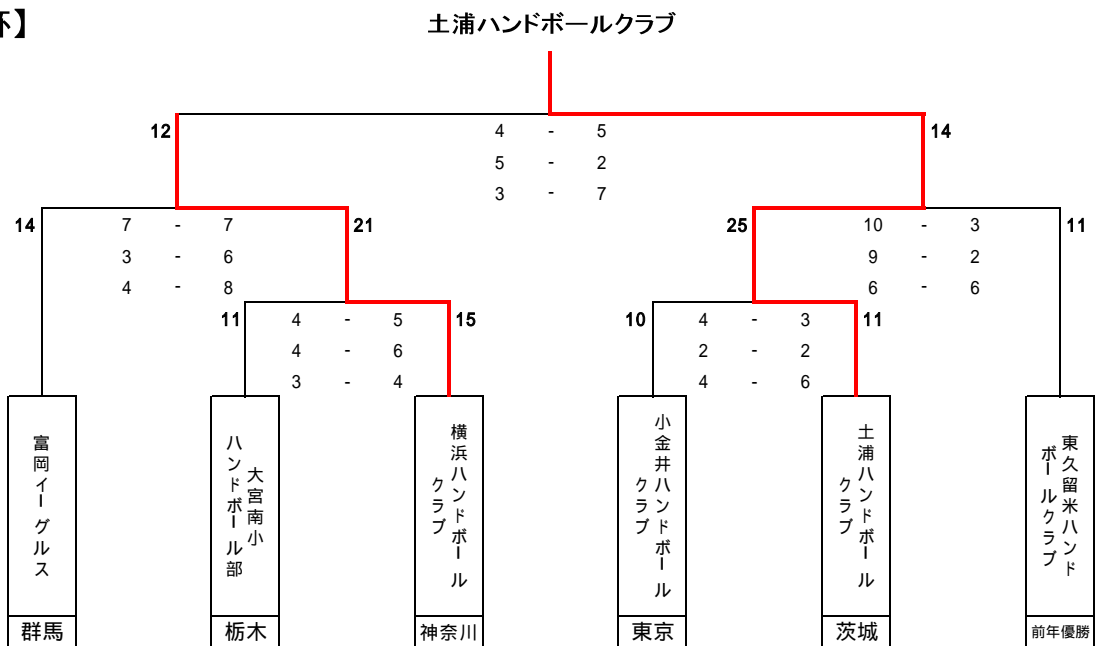 杯】
土浦ハンドボールクラブ
12
4 - 5
14
5 - 2
3 - 7
14
7 - 7
21
25
10 - 3
11
3 - 6
9 - 2
4 - 8
6 - 6
11
4 - 5
15
10
4 - 3
11
4 - 6
2 - 2
3 - 4
4 - 6
富岡イーグルス
大宮南小
ハンドボール部
横浜ハンドボール
クラブ
小金井ハンドボール
クラブ
土浦ハンドボール
クラブ
東久留米ハンド
ボールクラブ
群馬
栃木
神奈川
東京
茨城
前年優勝